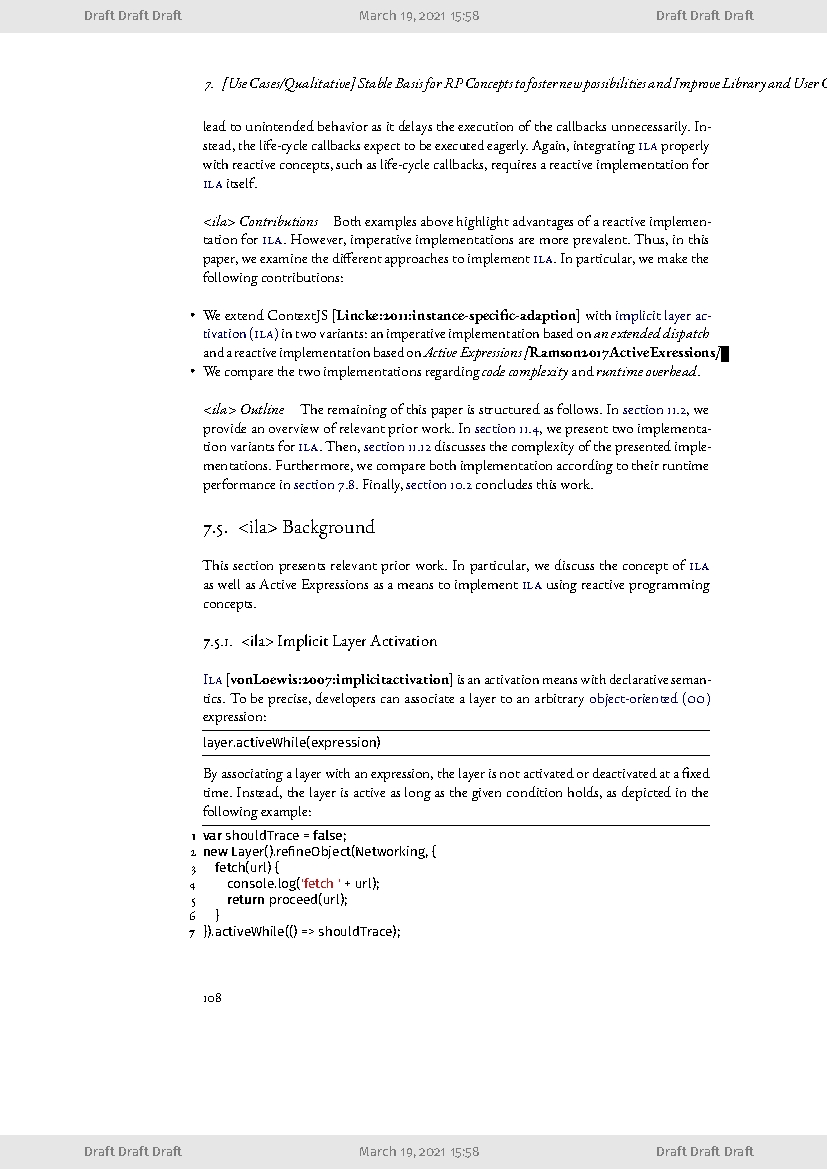 Draft Draft Draft March 19, 2021 15:58 Draft Draft Draft
7. [Use Cases/Qualitative] Stable Basis for RP Concepts to foster new possibilities and Improve Library and User
lead to unintended behavior as it delays the execution of the callbacks unnecessarily. In-
stead, the life-cycle callbacks expect to be executed eagerly. Again, integrating ILA properly
with reactive concepts, such as life-cycle callbacks, requires a reactive implementation for
ILA itself.
<ila> Contributions Both examples above highlight advantages of a reactive implemen-
tation for ILA. However, imperative implementations are more prevalent. Thus, in this
paper, we examine the different approaches to implement ILA. In particular, we make the
following contributions:
• We extend ContextJS [Lincke:2011:instance-specific-adaption] with implicit layer ac-
tivation (ILA) in two variants: an imperative implementation based on an extended dispatch
and a reactive implementation based on Active Expressions [Ramson2017ActiveExressions]
• We compare the two implementations regarding code complexity and runtime overhead.
<ila> Outline The remaining of this paper is structured as follows. In section 11.2, we
provide an overview of relevant prior work. In section 11.4, we present two implementa-
tion variants for ILA. Then, section 11.12 discusses the complexity of the presented imple-
mentations. Furthermore, we compare both implementation according to their runtime
performance in section 7.8. Finally, section 10.2 concludes this work.
7.5. <ila> Background
This section presents relevant prior work. In particular, we discuss the concept of ILA
as well as Active Expressions as a means to implement ILA using reactive programming
concepts.
7.5.1. <ila> Implicit Layer Activation
ILA [vonLoewis:2007:implicitactivation] is an activation means with declarative seman-
tics. To be precise, developers can associate a layer to an arbitrary object-oriented (OO)
expression:
layer.activeWhile(expression)
By associating a layer with an expression, the layer is not activated or deactivated at a fixed
time. Instead, the layer is active as long as the given condition holds, as depicted in the
following example:
1 var shouldTrace = false;
2 new Layer().refineObject(Networking, {
3 fetch(url) {
4 console.log('fetch ' + url);
5 return proceed(url);
6 }
7 }).activeWhile(() => shouldTrace);
108
Draft Draft Draft March 19, 2021 15:58 Draft Draft Draft